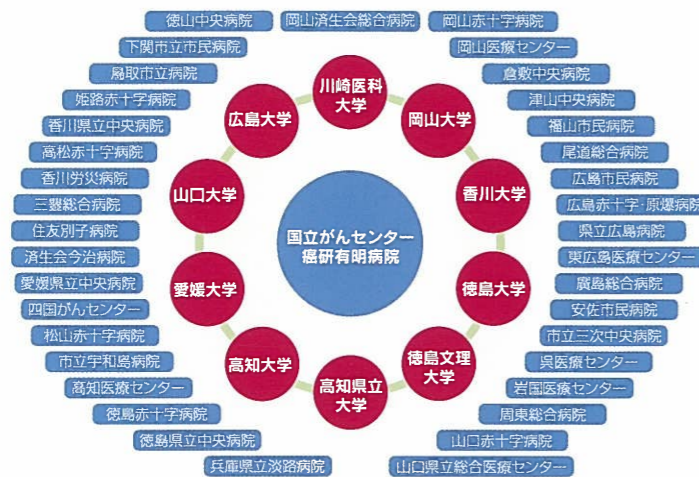 徳山中央病院
岡山済生会総合病院
岡山赤十字病院
下関市立市民病院
岡山医療センター
鳥取市立病院
倉敷中央病院
姫路赤十字病院
津山中央病院
香川県立中央病院
福山市民病院
高松赤十字病院
尾道総合病院
香川労災病院
広島市民病院
三豊総合病院
広島赤十字・原爆病院
住友別子病院
県立広島病院
済生会今治病院
東広島医療センター
愛媛県立中央病院
廣島総合病院
四国がんセンター
安佐市民病院
松山赤十字病院
市立三次中央病院
市立宇和島病院
呉医療センター
高知医療センター
岩国医療センター
徳島赤十字病院
周東総合病院
徳島県立中央病院
山口赤十字病院
兵庫県立淡路病院
山口県立総合医療センター
川崎医科
大学
広島大学
岡山大学
山口大学
香川大学
愛媛大学
徳島大学
高知大学
徳島文理
大学
高知県立
大学
国立がんセンター
癌研有明病院